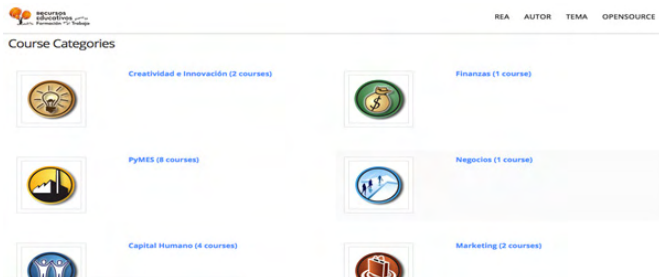 Recursos
educativos
Formación Trabajo
REA AUTOR TEMA OPENSOURCE
Course Categories
Creatividad e Innovación (2 courses)
Finanzas (1 course)
$
PyMES (8 courses)
Negocios (1 course)
Capital Humano (4 courses)
Marketing (2 courses)